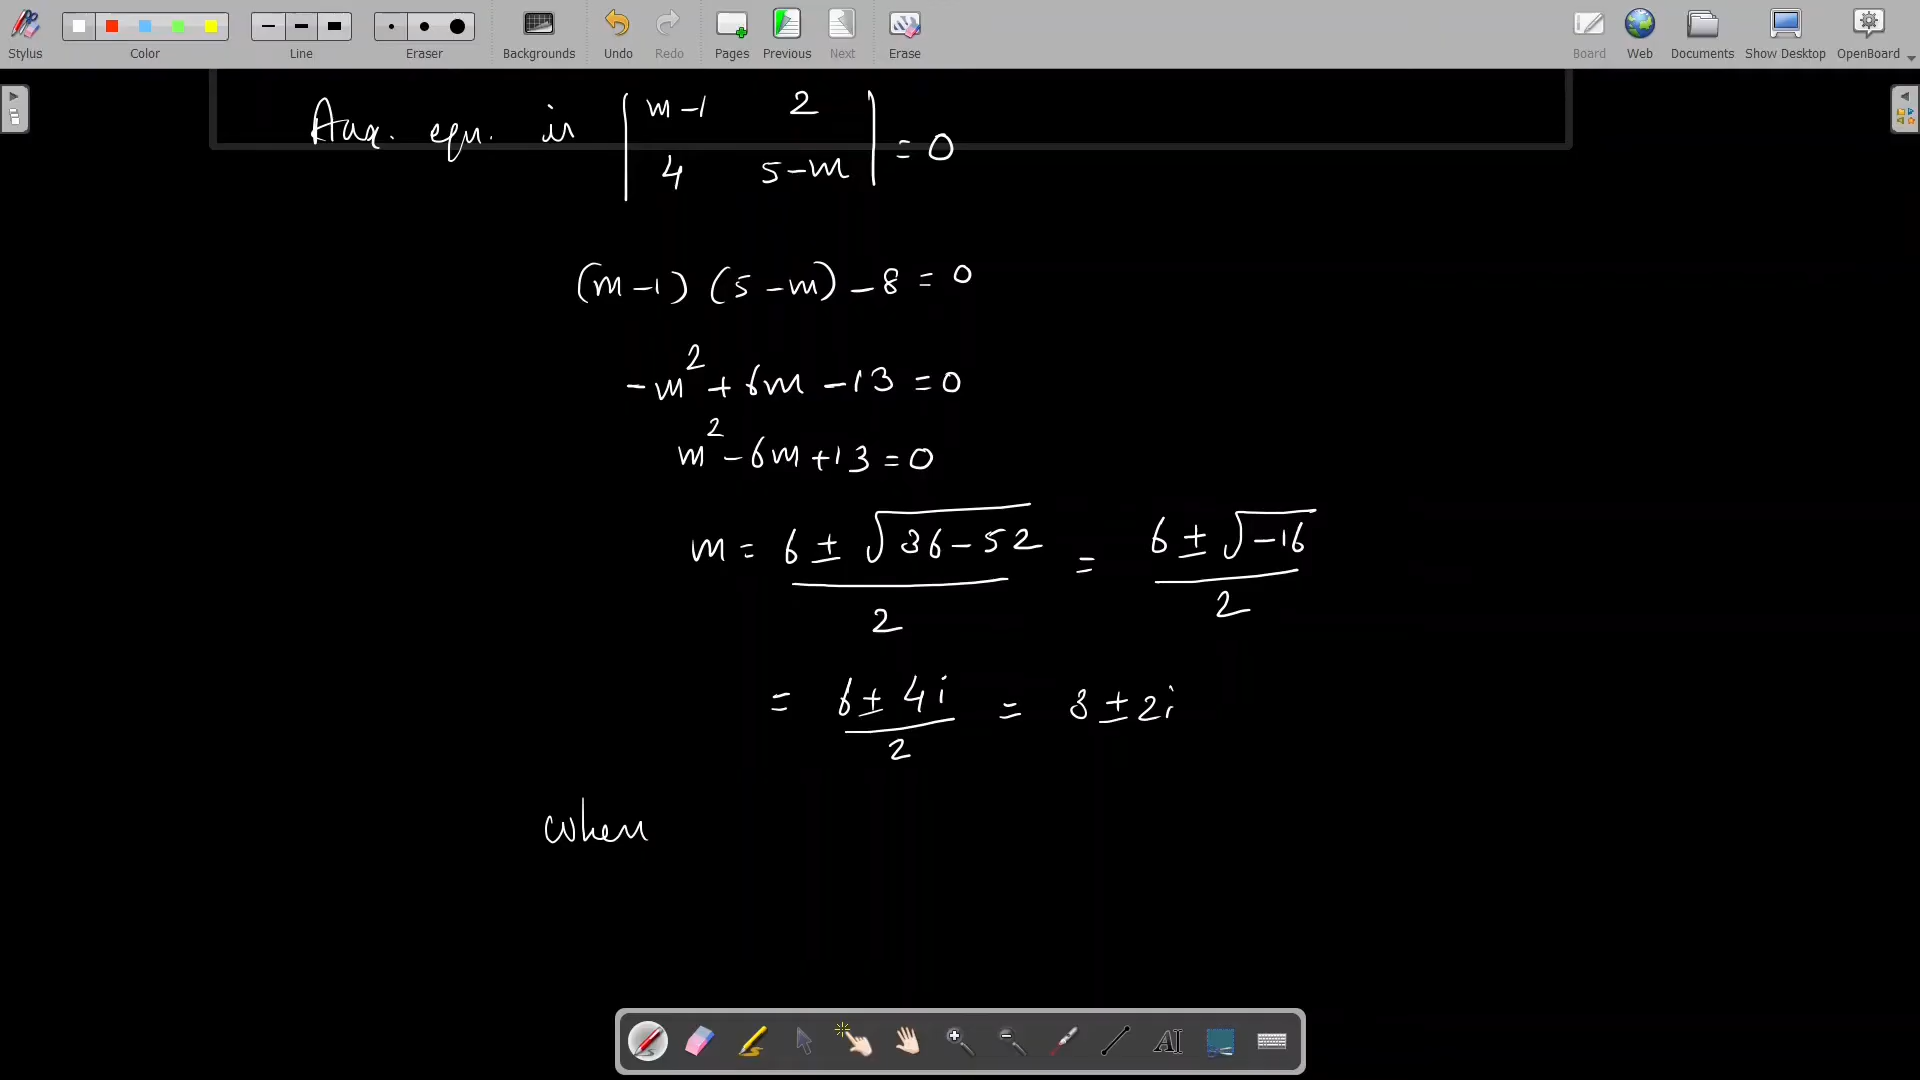 Stylus Color Line Eraser Backgrounds Undo Redo Pages Previous Next Erase Board Web Documents Show Desktop OpenBoard
Aux. eqn. is | m-1 2 |
| 4 5-m | = 0
(m-1) (5-m) - 8 = 0
-m² + 6m - 13 = 0
m² - 6m + 13 = 0
m = 6 ± √36-52 / 2 = 6 ± √-16 / 2
= 6 ± 4i / 2 = 3 ± 2i
when
AI